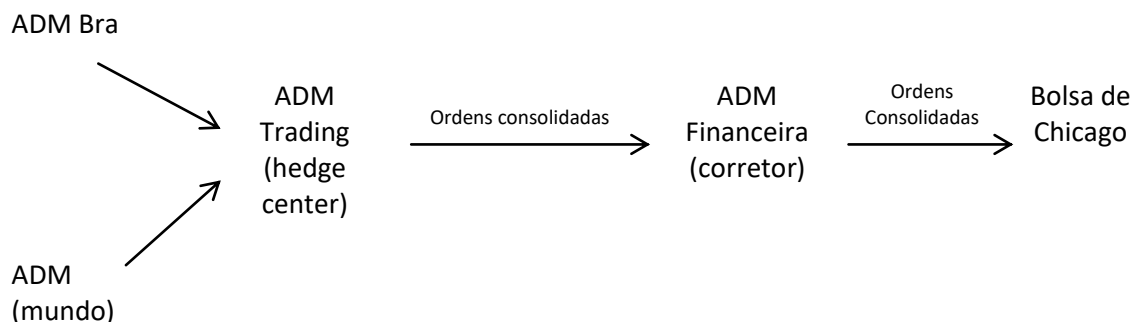 ADM Bra
ADM
Trading
(hedge
center)
Ordens consolidadas
ADM
Financeira
(corretor)
Ordens
Consolidadas
Bolsa de
Chicago
ADM
(mundo)